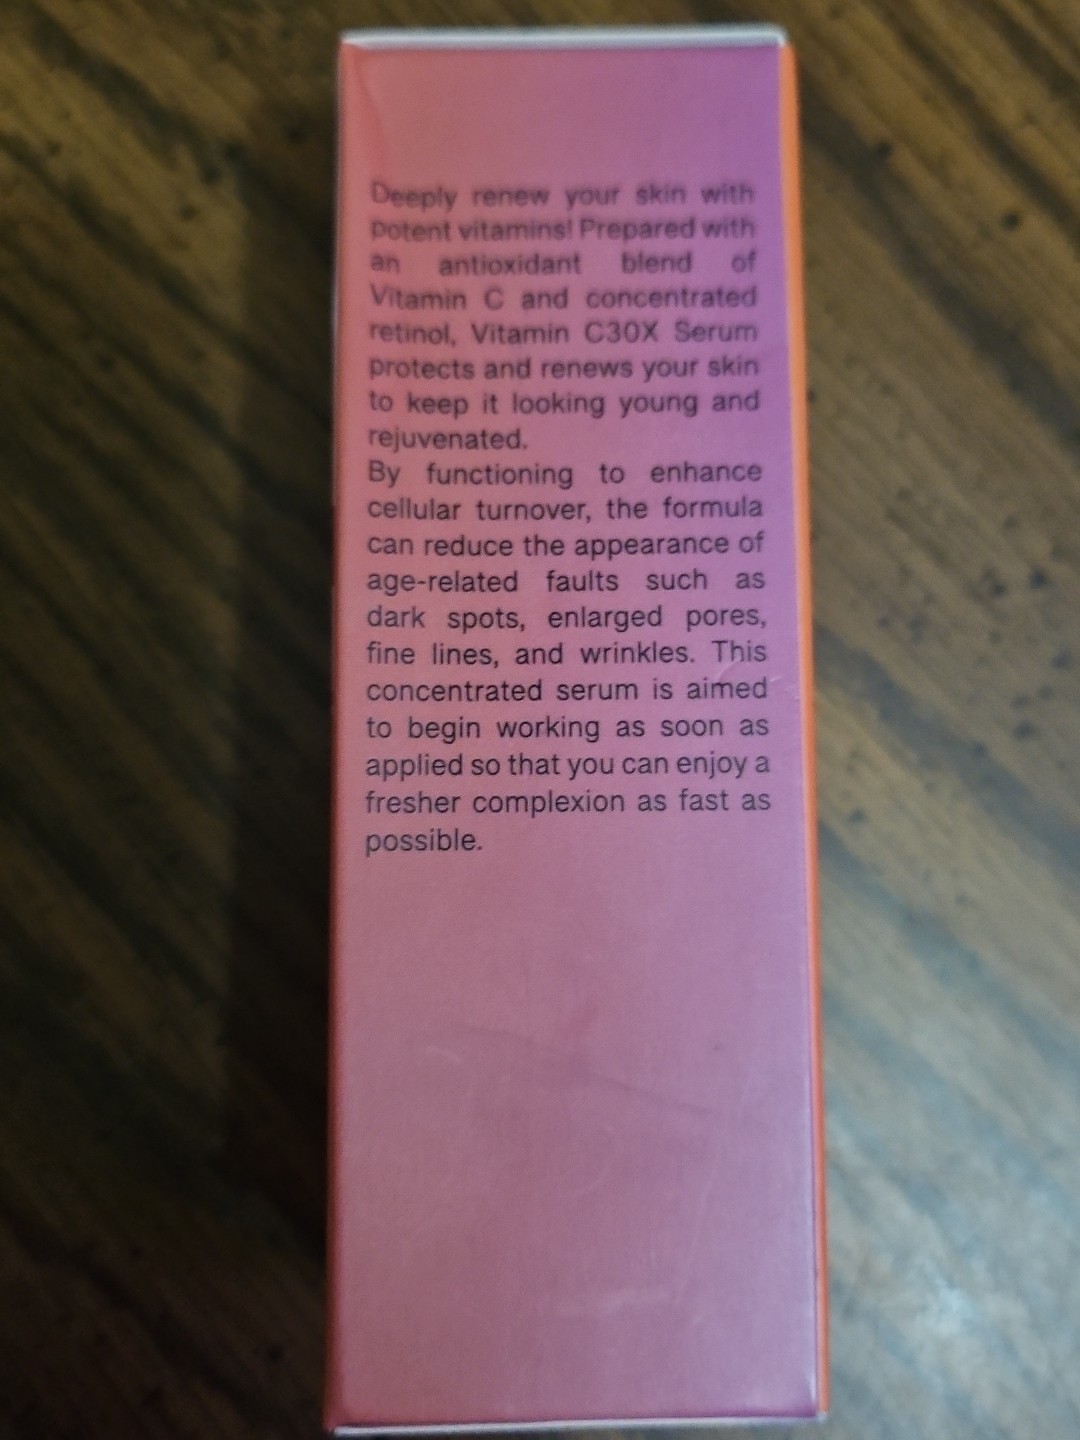 Deeply renew your skin with
potent vitamins! Prepared with
an antioxidant blend of
Vitamin C and concentrated
retinol, Vitamin C30X Serum
protects and renews your skin
to keep it looking young and
rejuvenated.
By functioning to enhance
cellular turnover, the formula
can reduce the appearance of
age-related faults such as
dark spots, enlarged pores,
fine lines, and wrinkles. This
concentrated serum is aimed
to begin working as soon as
applied so that you can enjoy a
fresher complexion as fast as
possible.